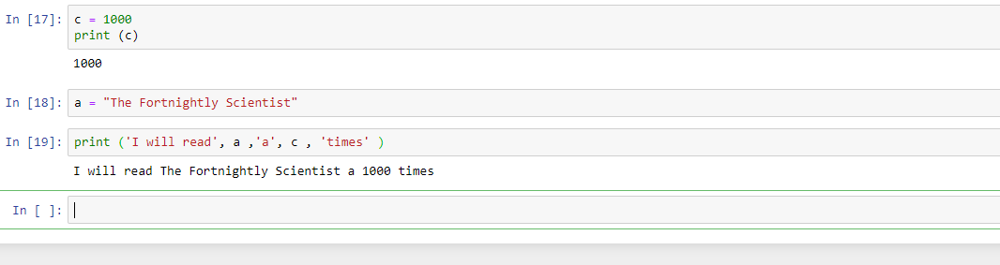 In [17]: c = 1000
print (c)
1000
In [18]: a = "The Fortnightly Scientist"
In [19]: print ('I will read', a ,'a', c , 'times' )
I will read The Fortnightly Scientist a 1000 times
In [ ]: